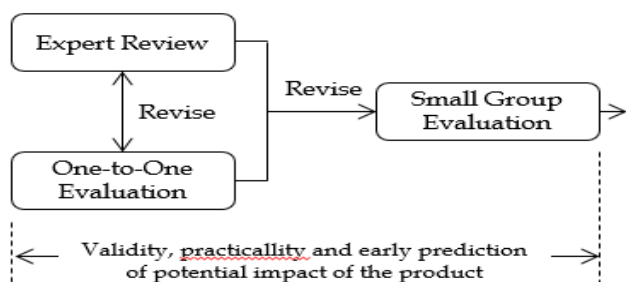 Expert Review
Revise
One-to-One
Evaluation
Revise
Small Group
Evaluation
Validity, practicallity and early prediction
of potential impact of the product